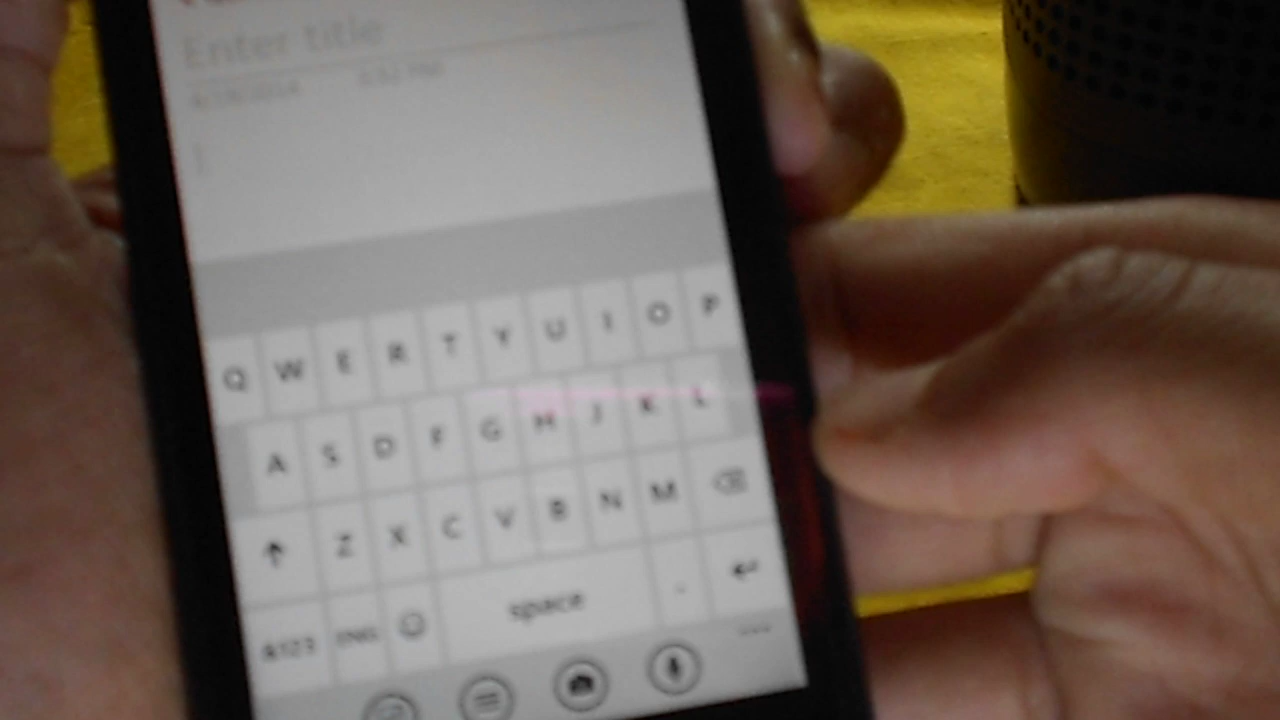 Enter title
Q W E R T Y U I O P
A S D F G H J K L
Z X C V B N M
&123 ENG space .